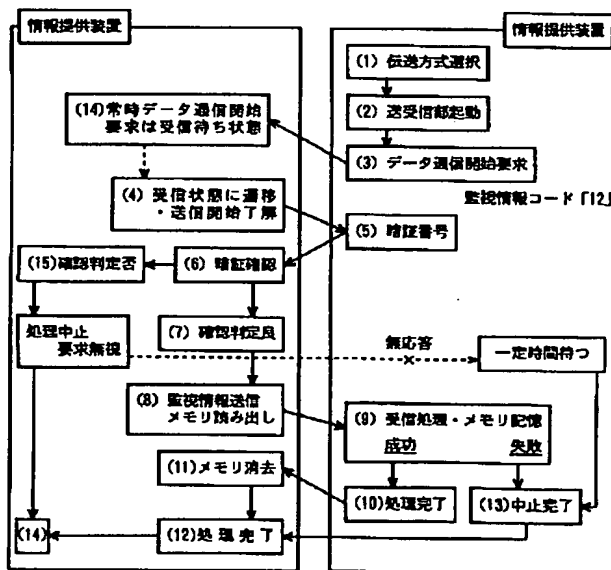 情報提供装置
情報提供装置
(1) 伝送方式選択
(2) 送受信部起動
(14)常時データ通信開始
要求は受信待ち状態
(3) データ通信開始要求
監視情報コード「12」
(4) 受信状態に遷移
・送信開始了解
(5) 暗証番号
(15)確認判定否
(6) 暗証確認
処理中止
要求無視
(7) 確認判定良
無応答
一定時間待つ
(8) 監視情報送信
メモリ読み出し
(9) 受信処理・メモリ記憶
成功
失敗
(11)メモリ消去
(10)処理完了
(13)中止完了
(14)
(12)処理完了